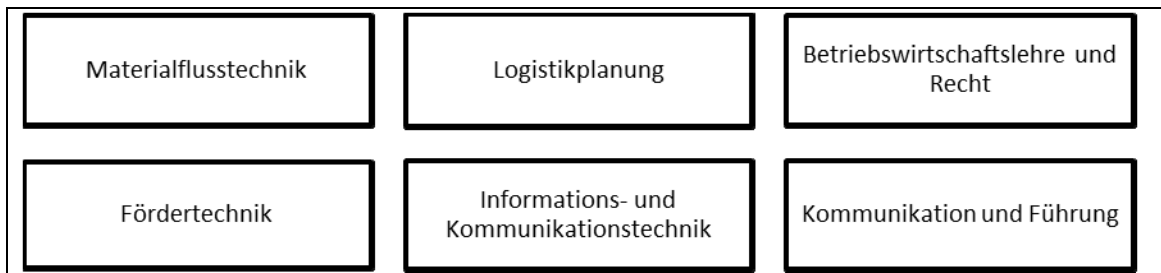 Materialflusstechnik
Logistikplanung
Betriebswirtschaftslehre und
Recht
Fördertechnik
Informations- und
Kommunikationstechnik
Kommunikation und Führung